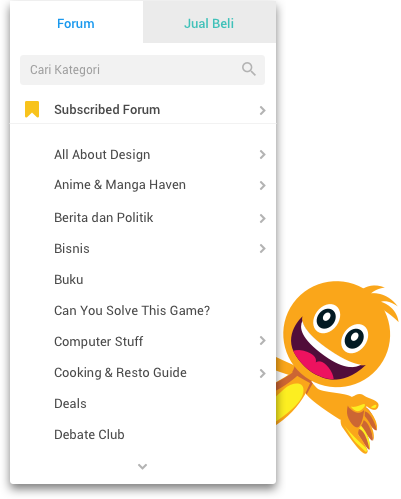 Forum
Jual Beli
Cari Kategori
Subscribed Forum
All About Design
Anime & Manga Haven
Berita dan Politik
Bisnis
Buku
Can You Solve This Game?
Computer Stuff
Cooking & Resto Guide
Deals
Debate Club